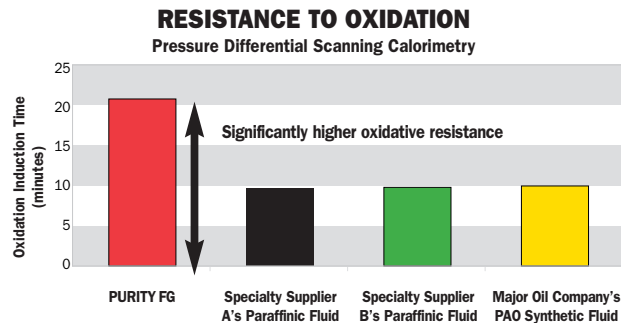 RESISTANCE TO OXIDATION
Pressure Differential Scanning Calorimetry
Oxidation Induction Time
(minutes)
25
20
15
10
5
0
Significantly higher oxidative resistance
PURITY FG
Specialty Supplier
A's Paraffinic Fluid
Specialty Supplier
B's Paraffinic Fluid
Major Oil Company's
PAO Synthetic Fluid